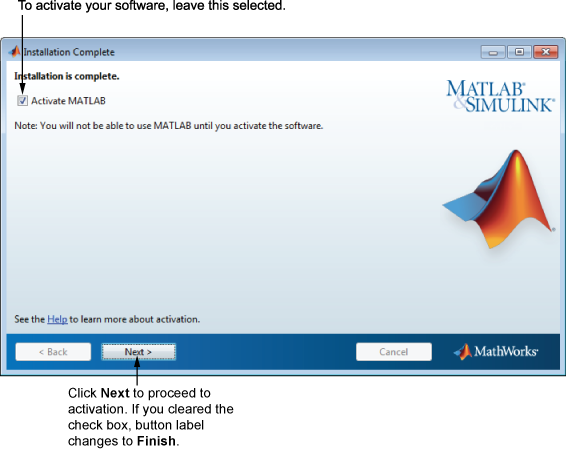 To activate your software, leave this selected.
Installation Complete
Installation is complete.
Activate MATLAB
Note: You will not be able to use MATLAB until you activate the software.
MATLAB®
&SIMULINK®
See the Help to learn more about activation.
< Back
Next >
Cancel
MathWorks®
Click Next to proceed to
activation. If you cleared the
check box, button label
changes to Finish.